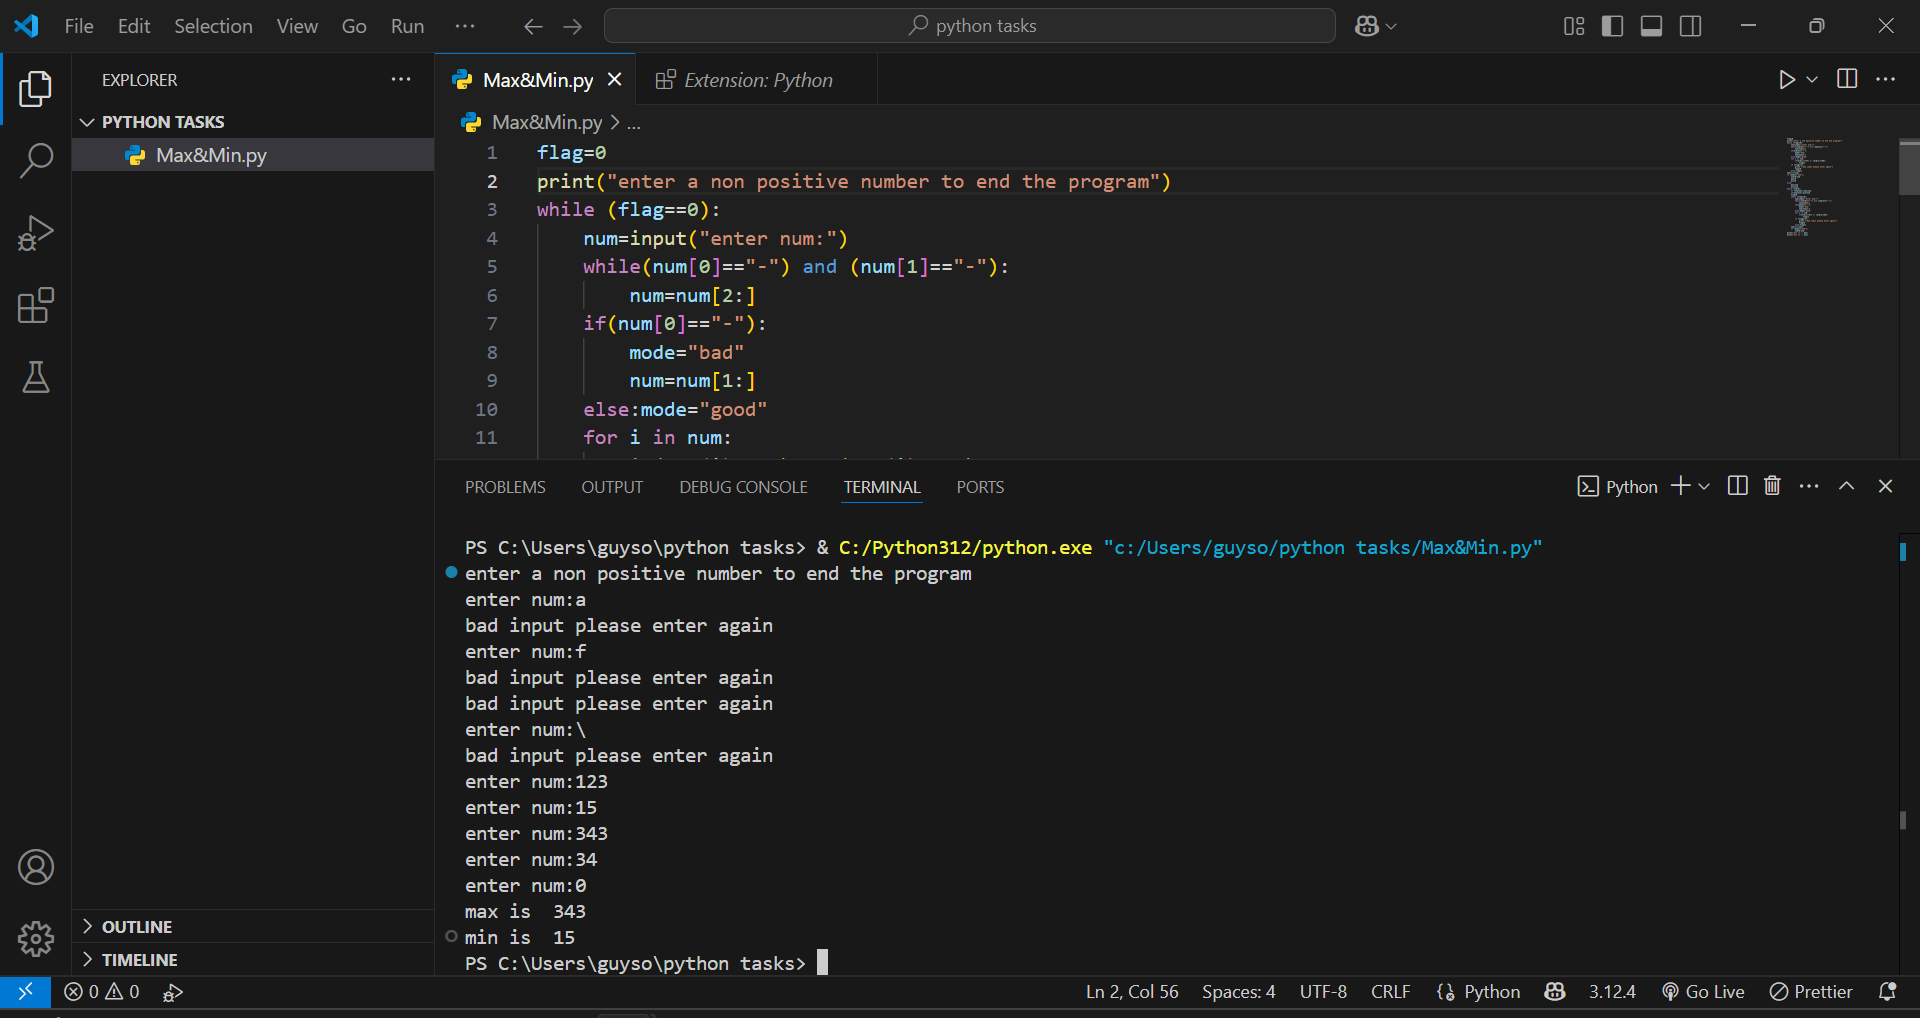 File Edit Selection View Go Run ... python tasks
EXPLORER ...
PYTHON TASKS
Max&Min.py
OUTLINE
TIMELINE
Max&Min.py Extension: Python
Max&Min.py > ...
1 flag=0
2 print("enter a non positive number to end the program")
3 while (flag==0):
4 num=input("enter num:")
5 while(num[0]=="-") and (num[1]=="-"):
6 num=num[2:]
7 if(num[0]=="-"):
8 mode="bad"
9 num=num[1:]
10 else:mode="good"
11 for i in num:
PROBLEMS OUTPUT DEBUG CONSOLE TERMINAL PORTS Python
PS C:\Users\guyso\python tasks> & C:/Python312/python.exe "c:/Users/guyso/python tasks/Max&Min.py"
enter a non positive number to end the program
enter num:a
bad input please enter again
enter num:f
bad input please enter again
bad input please enter again
enter num:\
bad input please enter again
enter num:123
enter num:15
enter num:343
enter num:34
enter num:0
max is  343
min is  15
PS C:\Users\guyso\python tasks>
0 0 Ln 2, Col 56 Spaces: 4 UTF-8 CRLF Python 3.12.4 Go Live Prettier